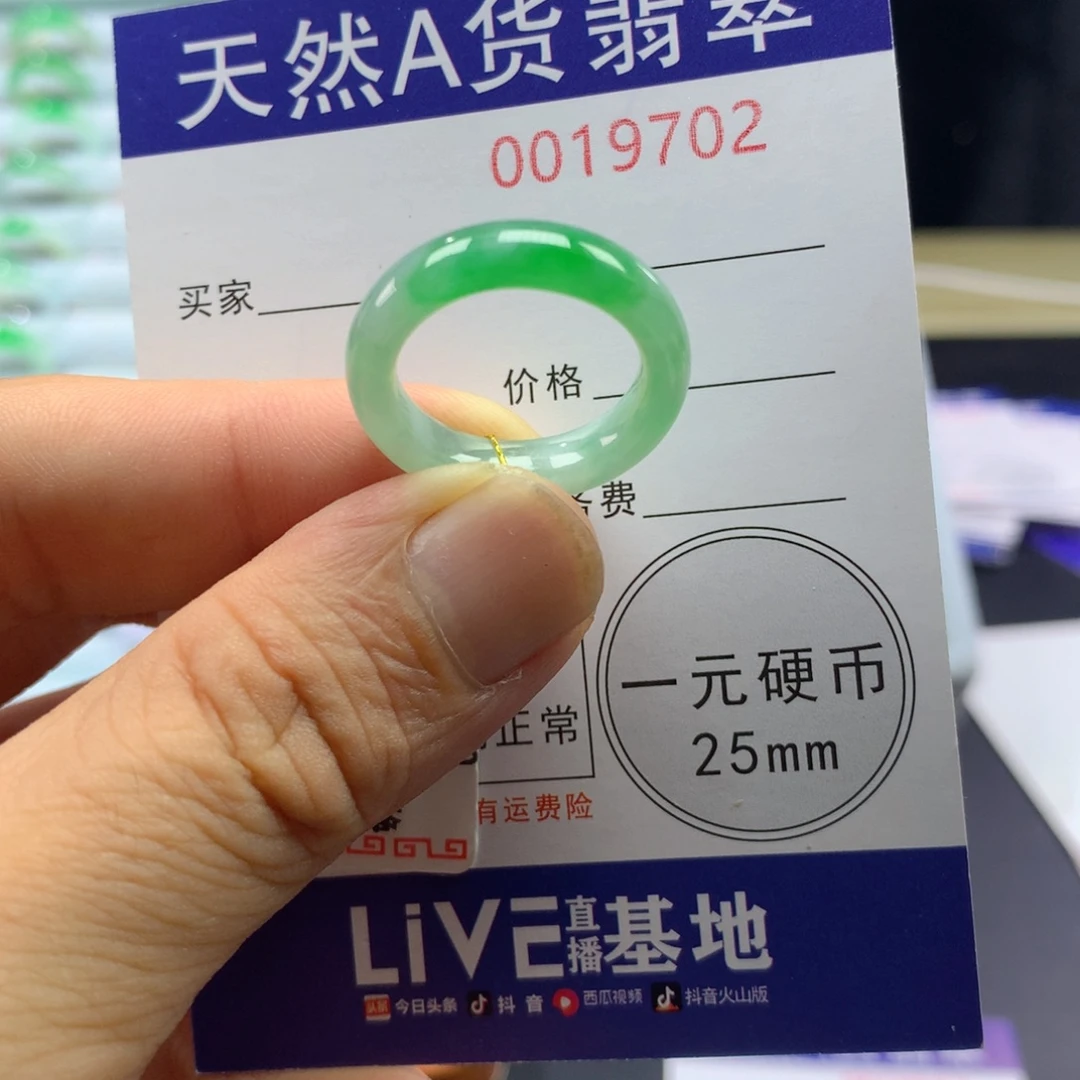 天然A货翡翠
0019702
买家
价格
费
一元硬币
25mm
正常
有运费险
LiVE直播基地
今日头条 抖音 西瓜视频 抖音火山版